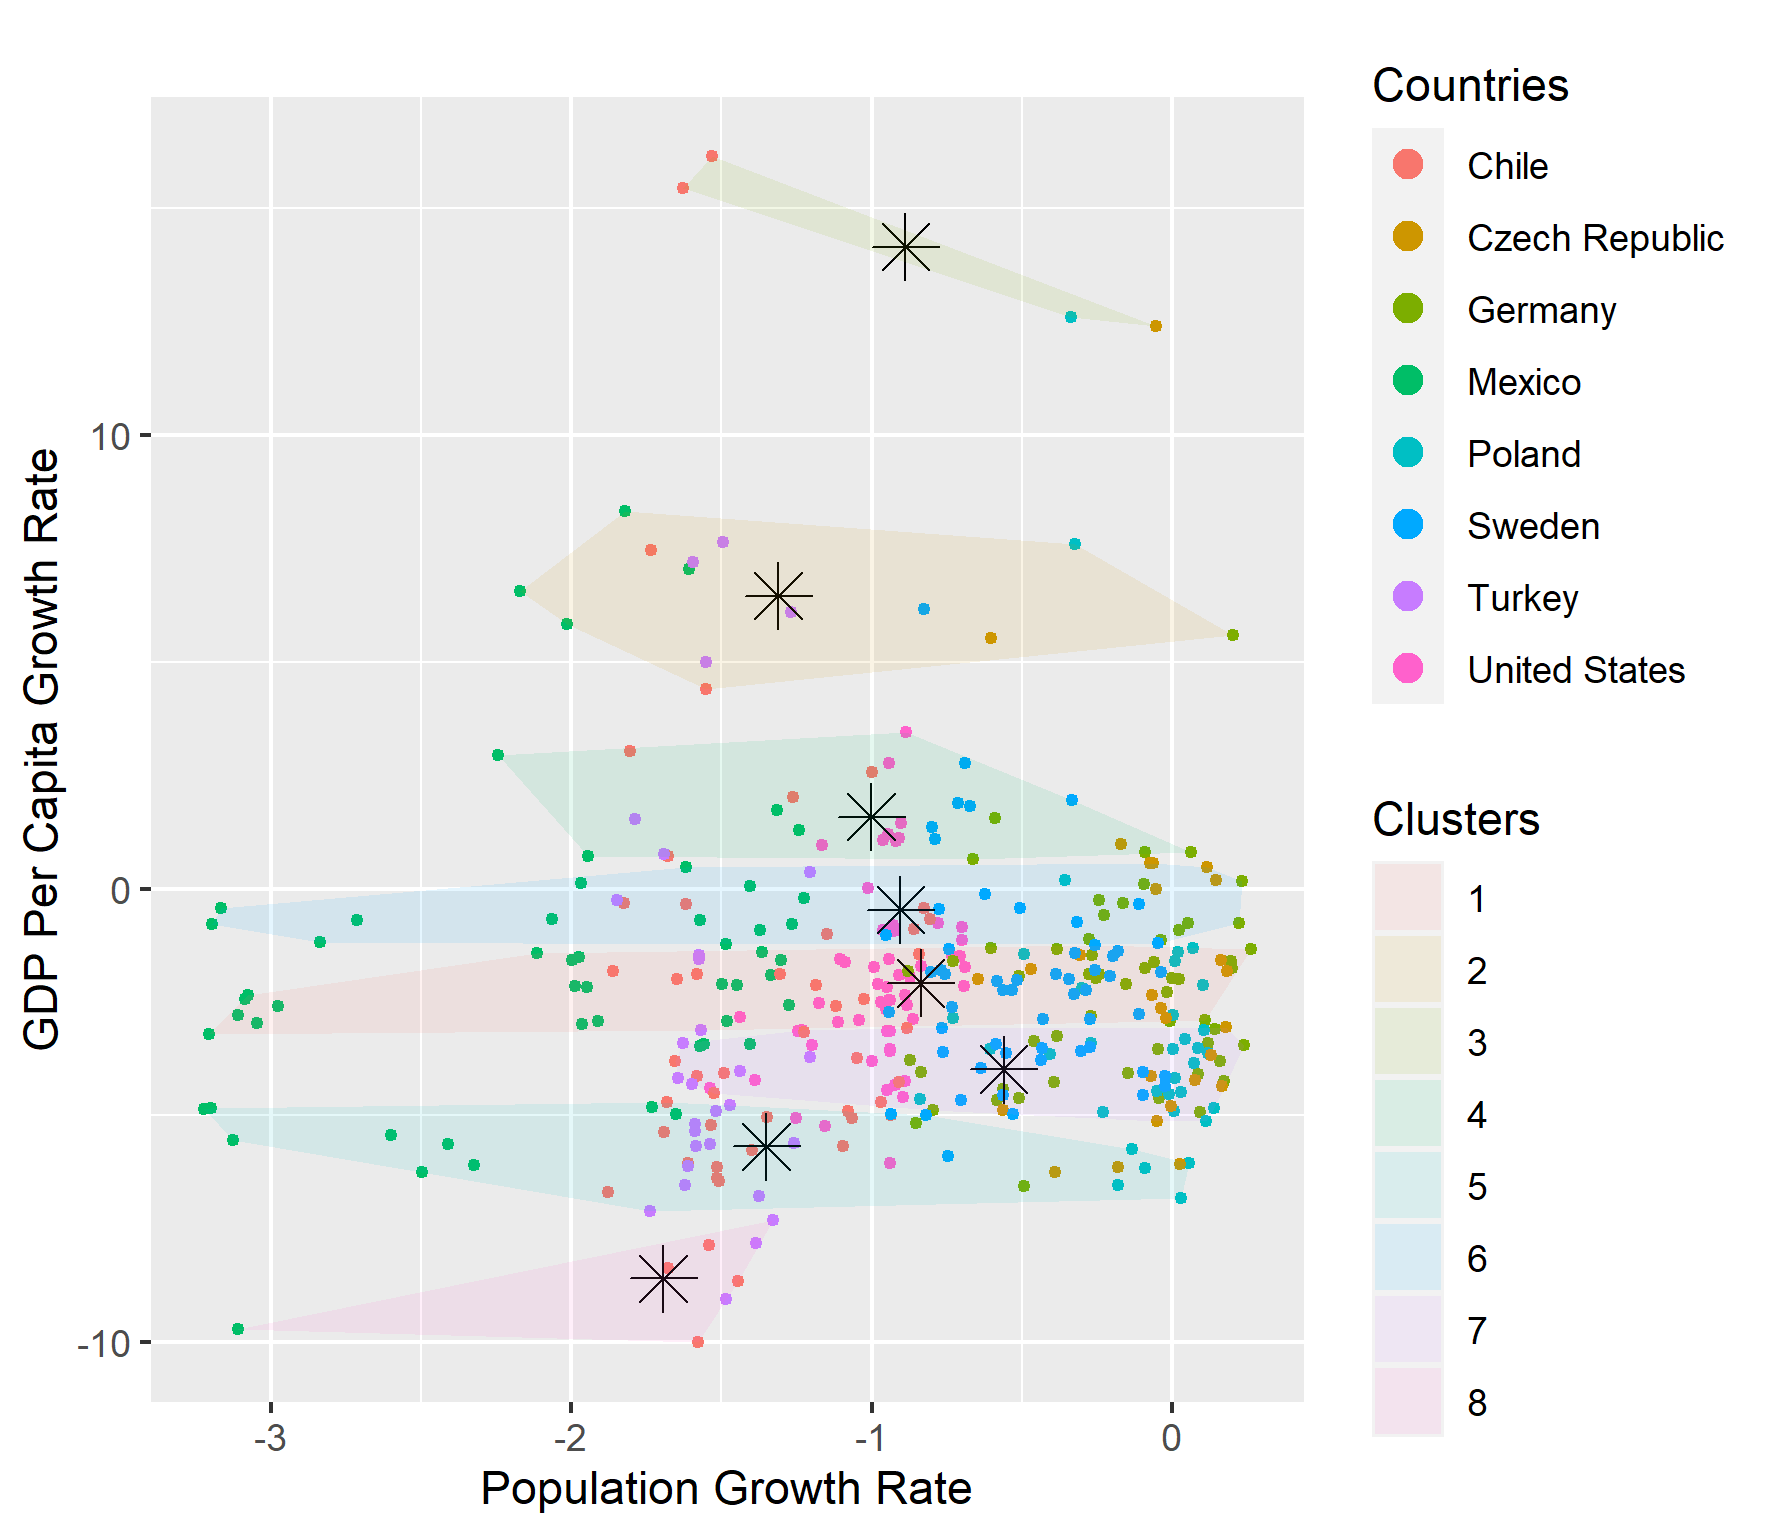 Countries
Chile
Czech Republic
Germany
Mexico
Poland
Sweden
Turkey
United States
Clusters
1
2
3
4
5
6
7
8
GDP Per Capita Growth Rate
10
0
-10
-3
-2
-1
0
Population Growth Rate